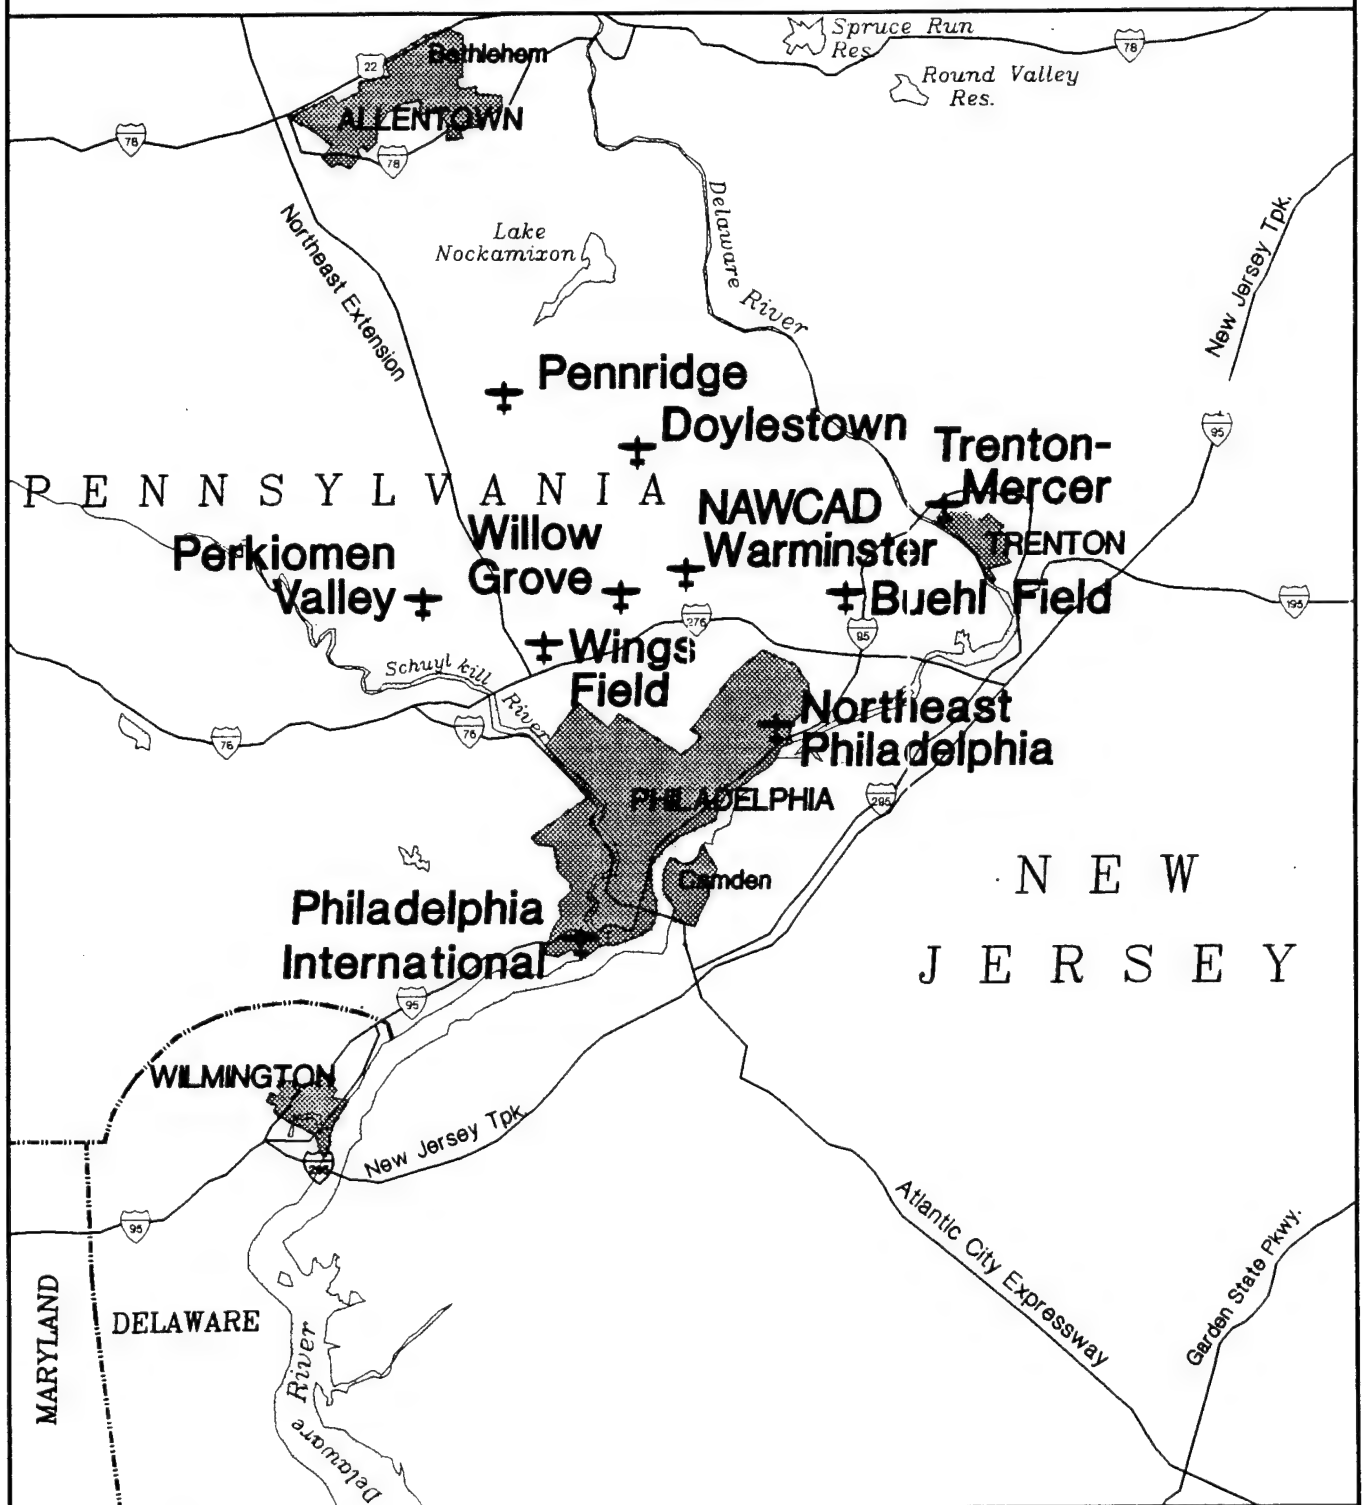 Spruce Run
Res.
78
Bethlehem
22
Round Valley
Res.
ALLENTOWN
78
78
Delaware
River
New Jersey Tpk.
Northeast Extension
Lake
Nockamixon
Pennridge
Doylestown
95
Trenton-
Mercer
PENNSYLVANIA
NAWCAD
Warminster
Willow
Grove
TRENTON
Perkiomen
Valley
Buehl Field
195
276
95
Wings
Field
Schuylkill
River
Northeast
Philadelphia
76
76
PHILADELPHIA
295
Camden
NEW
JERSEY
Philadelphia
International
95
WILMINGTON
New Jersey Tpk.
295
95
Atlantic City Expressway
Garden State Pkwy.
MARYLAND
DELAWARE
River
Delaware